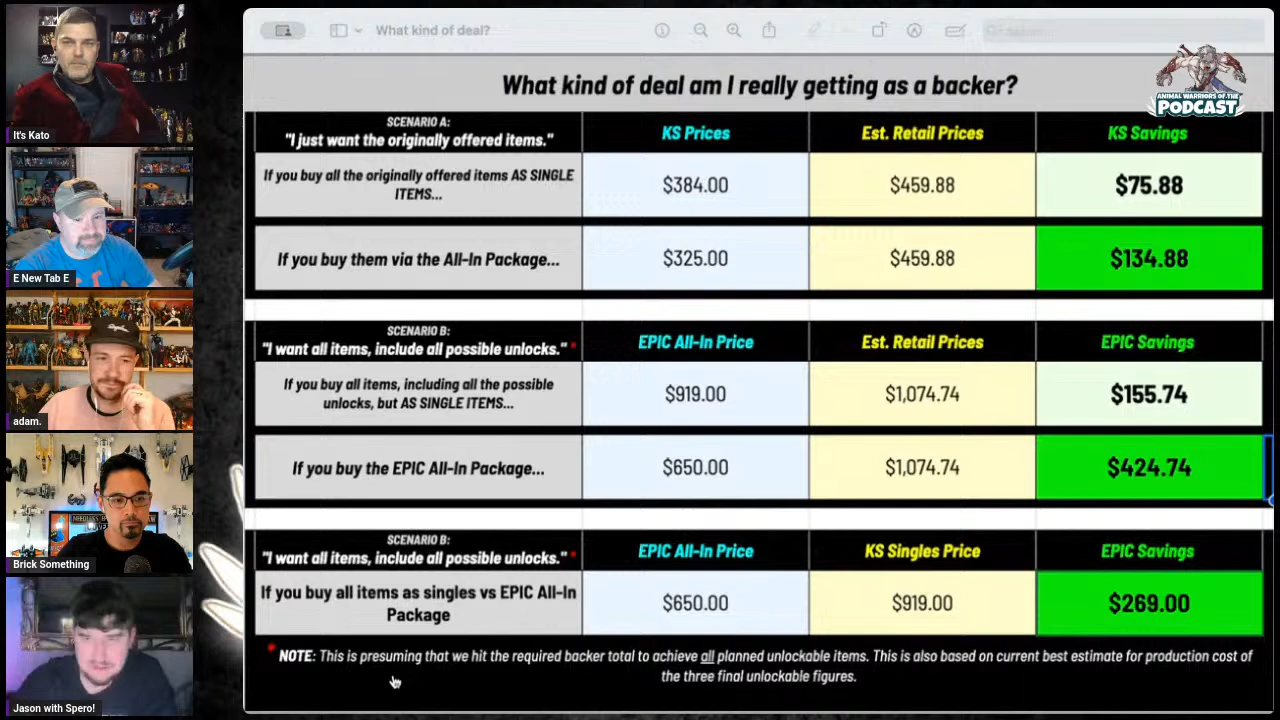 What kind of deal?
What kind of deal am I really getting as a backer?
ANIMAL WARRIORS OF THE
PODCAST
SCENARIO A:
"I just want the originally offered items."
KS Prices
Est. Retail Prices
KS Savings
If you buy all the originally offered items AS SINGLE
ITEMS...
$384.00
$459.88
$75.88
If you buy them via the All-In Package...
$325.00
$459.88
$134.88
SCENARIO B:
"I want all items, include all possible unlocks." *
EPIC All-In Price
Est. Retail Prices
EPIC Savings
If you buy all items, including all the possible
unlocks, but AS SINGLE ITEMS...
$919.00
$1,074.74
$155.74
If you buy the EPIC All-In Package...
$650.00
$1,074.74
$424.74
SCENARIO B:
"I want all items, include all possible unlocks." *
EPIC All-In Price
KS Singles Price
EPIC Savings
If you buy all items as singles vs EPIC All-In
Package
$650.00
$919.00
$269.00
* NOTE: This is presuming that we hit the required backer total to achieve all planned unlockable items. This is also based on current best estimate for production cost of
the three final unlockable figures.
It's Kato
E New Tab E
adam.
Brick Something
Jason with Spero!